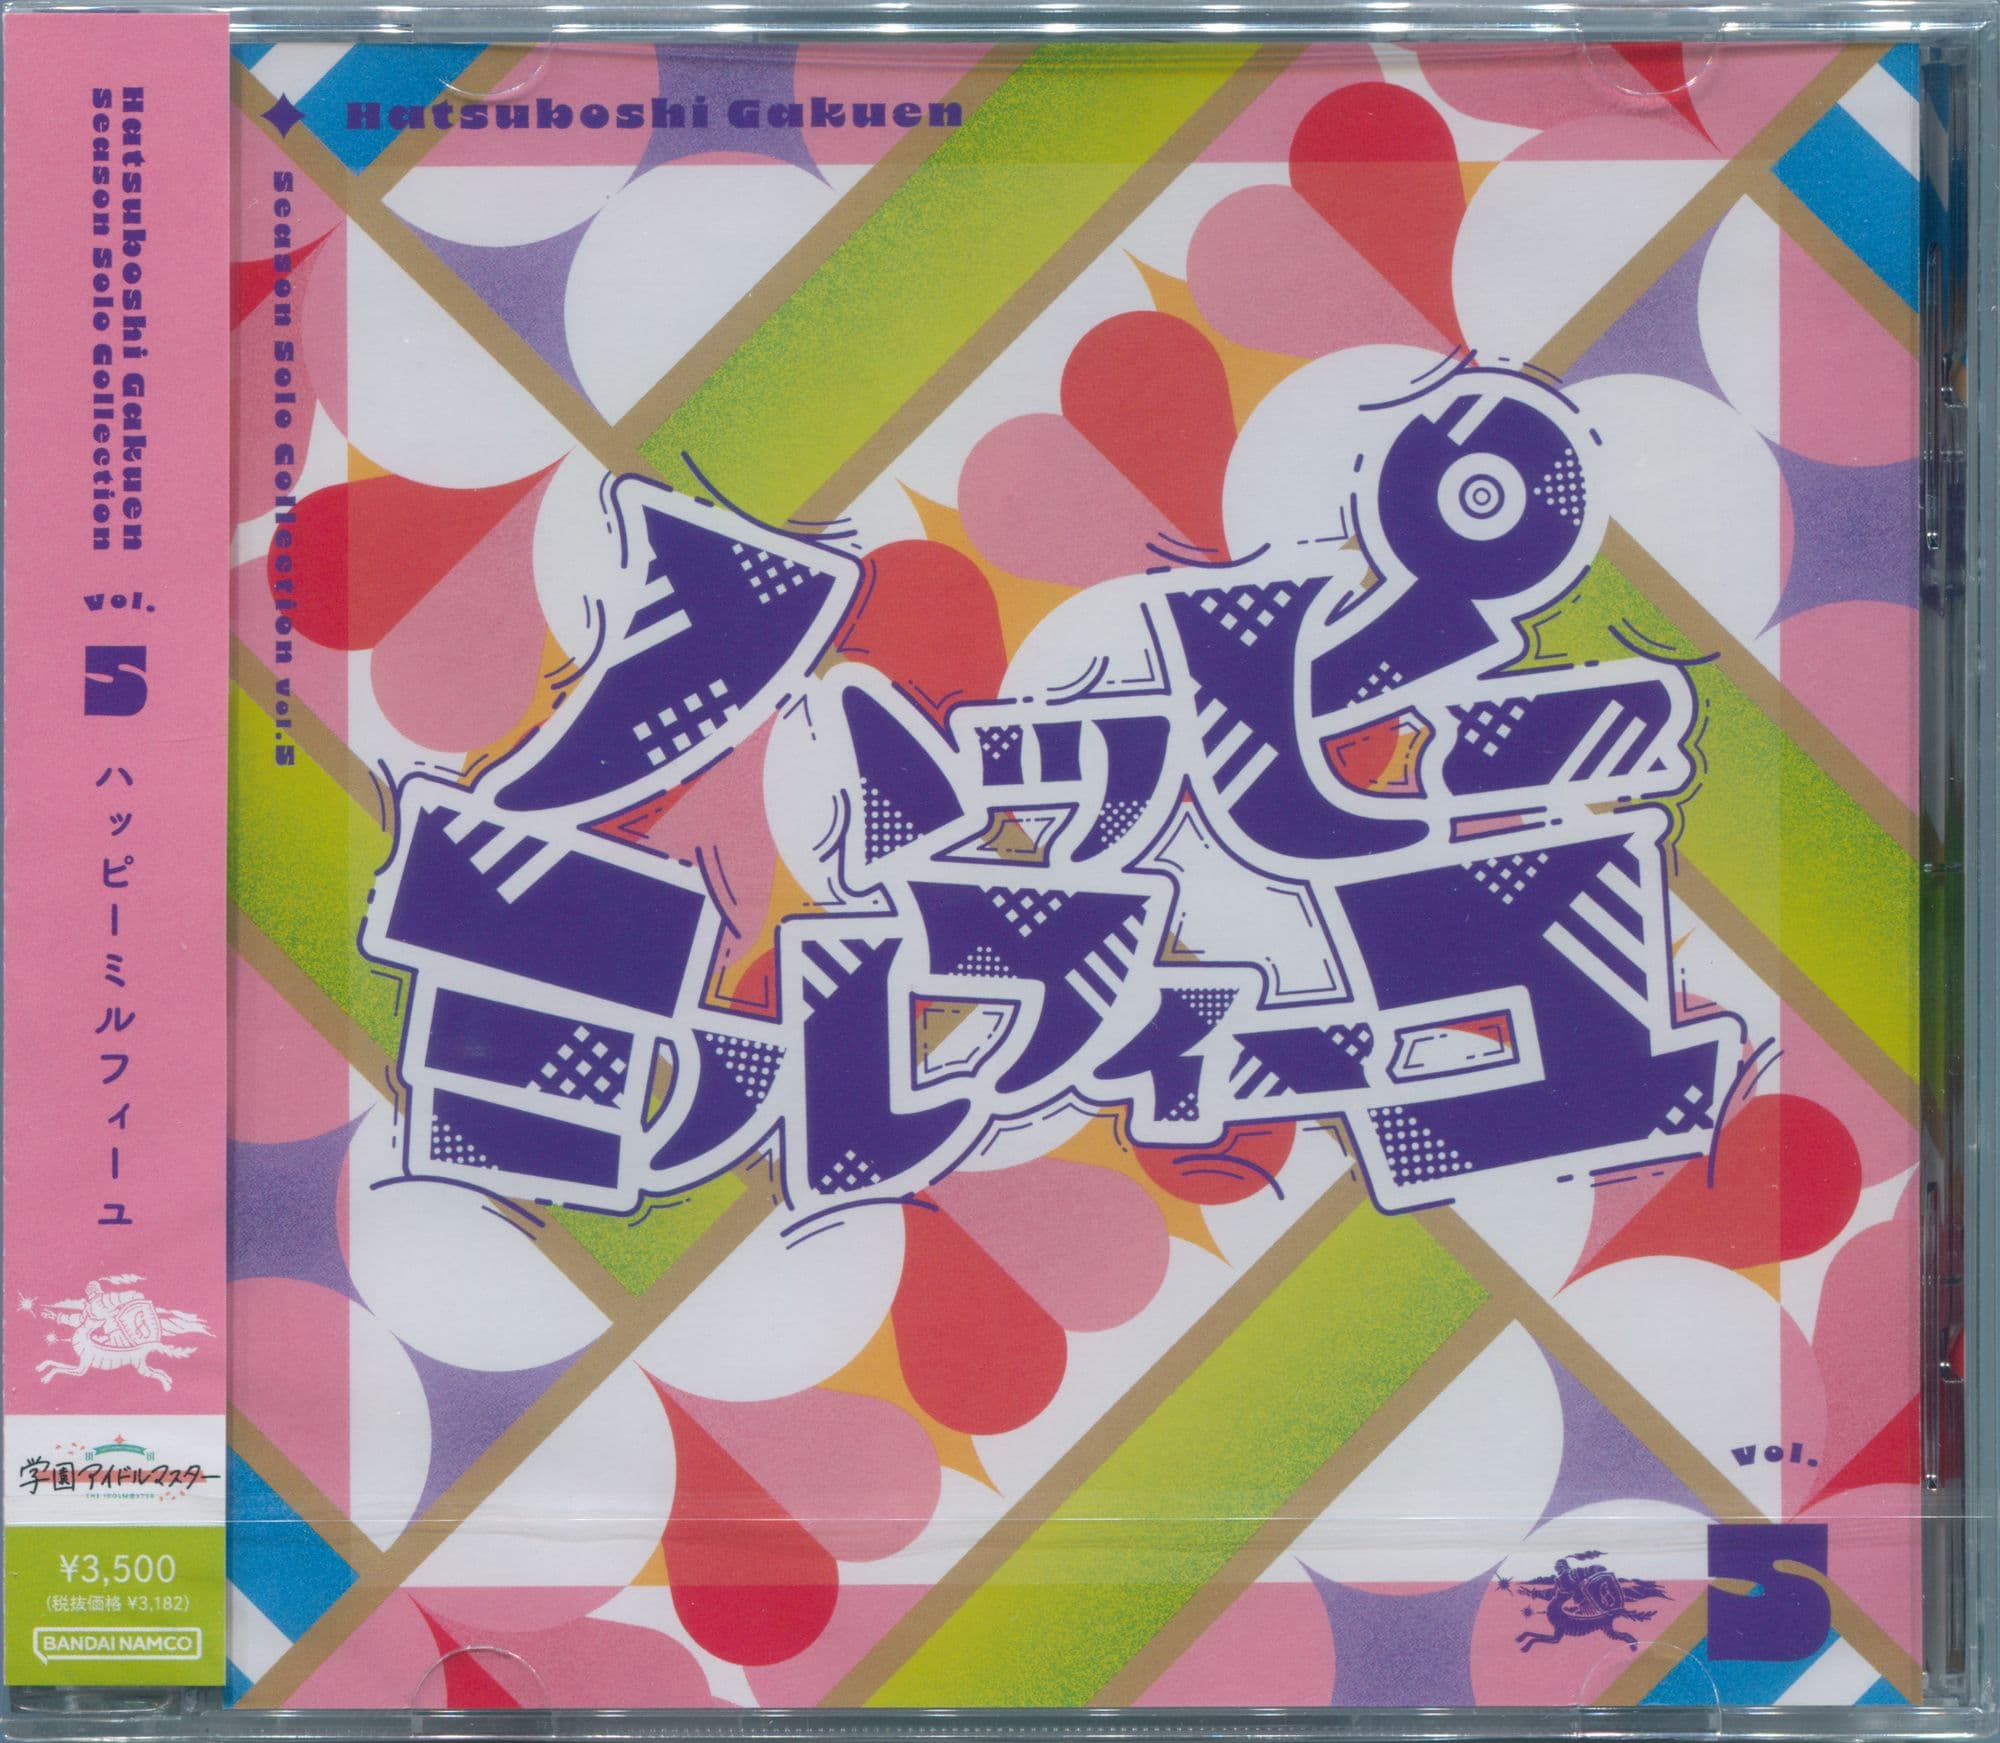 Hatsuboshi Gakuen
Season Solo Collection
vol.
5
ハッピーミルフィーユ
学園アイドルマスター
¥3,500
(税抜価格 ¥3,182)
BANDAI NAMCO
Hatsuboshi Gakuen
Season Solo Collection vol.5
ハッピー
ミルフィーユ
vol.
5